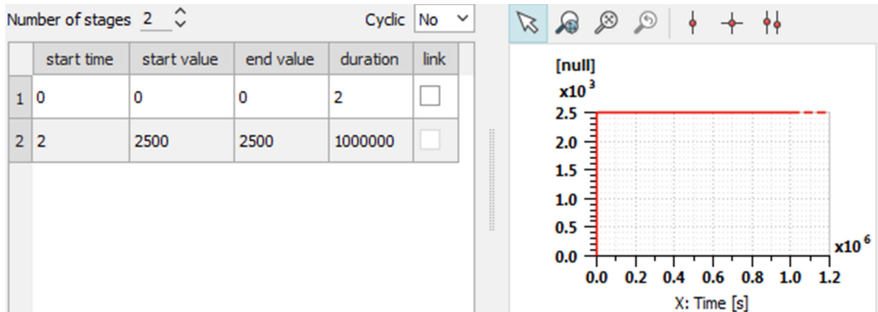 Number of stages 2 Cyclic No
start time start value end value duration link
1 0 0 0 2
2 2 2500 2500 1000000
[null]
x10 3
2.5
2.0
1.5
1.0
0.5
0.0
x10 6
0.0 0.2 0.4 0.6 0.8 1.0 1.2
X: Time [s]